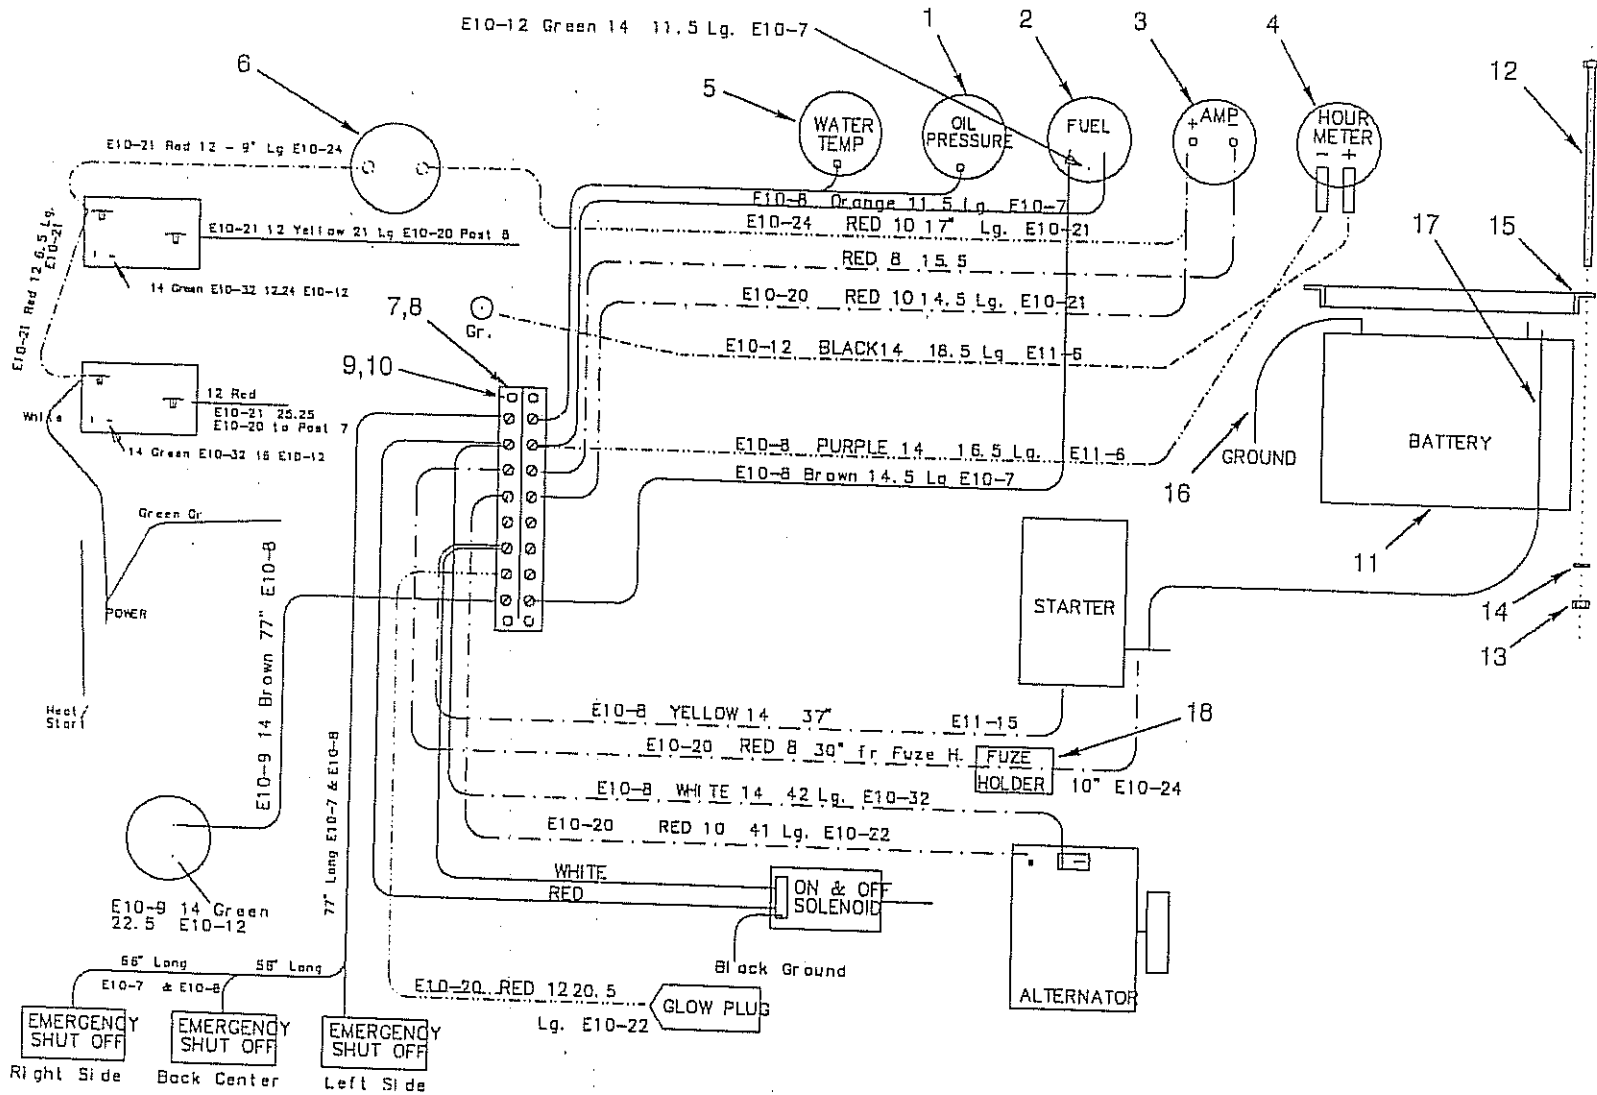 E10-12 Green 14 11.5 Lg. E10-7
1
2
3
4
6
5
12
WATER
TEMP
OIL
PRESSURE
FUEL
+ AMP -
HOUR
METER
- +
E10-21 Red 12 - 9" Lg E10-24
E10-8 Orange 11.5 Lg. E10-7
E10-24 RED 10 17" Lg. E10-21
17
15
E10-21 12 Yellow 21 Lg E10-20 Post 8
RED 8 15.5
E10-21 Red 12 6.5 Lg.
E10-21
14 Green E10-32 12.24 E10-12
7,8
E10-20 RED 10 14.5 Lg. E10-21
Gr.
E10-12 BLACK14 18.5 Lg E11-6
9,10
12 Red
E10-21 25.25
E10-20 to Post 7
White
14 Green E10-32 16 E10-12
E10-8 PURPLE 14 16.5 Lg. E11-6
GROUND
BATTERY
E10-8 Brown 14.5 Lg E10-7
16
11
Green Gr
POWER
STARTER
14
13
E10-9 14 Brown 77" E10-8
Heat
Start
E10-8 YELLOW 14 37" E11-15
18
E10-20 RED 8 30" fr Fuze H.
FUZE
HOLDER
10" E10-24
E10-8 WHITE 14 42 Lg. E10-32
77" Long E10-7 & E10-8
E10-20 RED 10 41 Lg. E10-22
WHITE
RED
ON & OFF
SOLENOID
E10-9 14 Green
22.5 E10-12
Black Ground
56" Long
E10-7 & E10-8
E10-20 RED 12 20.5
Lg. E10-22
GLOW PLUG
ALTERNATOR
EMERGENCY
SHUT OFF
Right Side
EMERGENCY
SHUT OFF
Back Center
EMERGENCY
SHUT OFF
Left Side